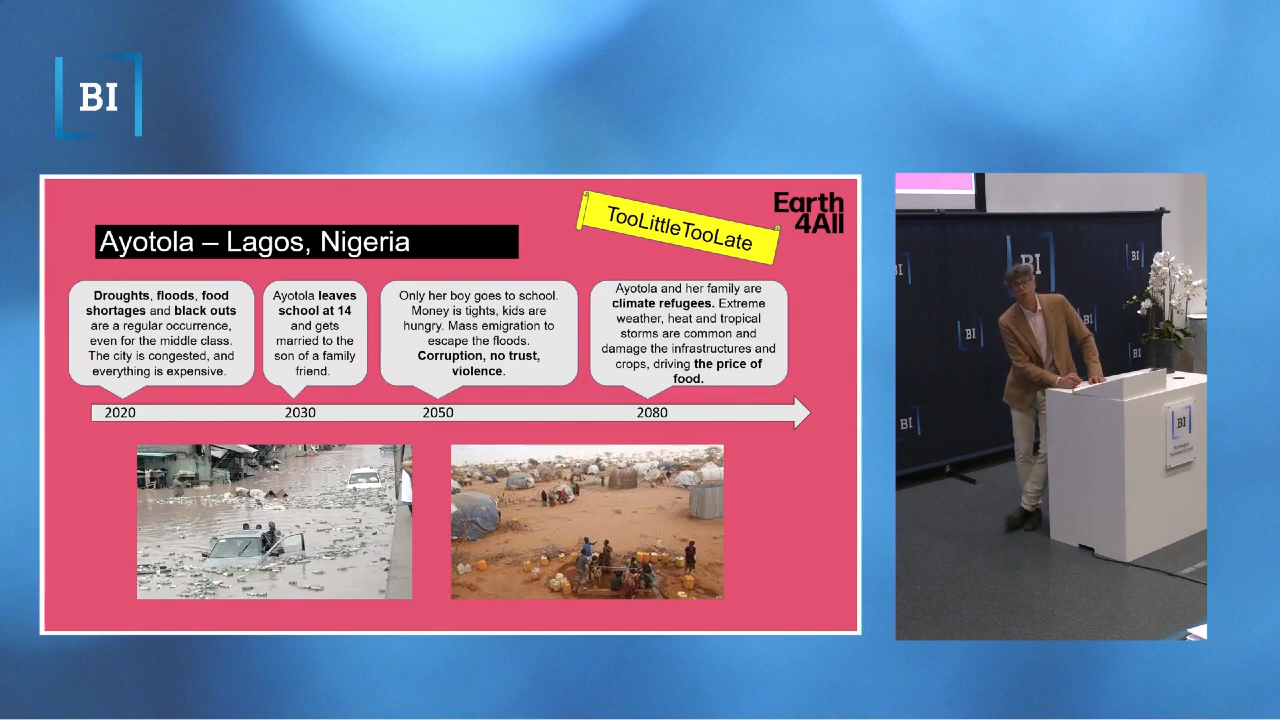 BI
Earth
4All
TooLittleTooLate
Ayotola – Lagos, Nigeria
Droughts, floods, food
shortages and black outs
are a regular occurrence,
even for the middle class.
The city is congested, and
everything is expensive.
Ayotola leaves
school at 14
and gets
married to the
son of a family
friend.
Only her boy goes to school.
Money is tights, kids are
hungry. Mass emigration to
escape the floods.
Corruption, no trust,
violence.
Ayotola and her family are
climate refugees. Extreme
weather, heat and tropical
storms are common and
damage the infrastructures and
crops, driving the price of
food.
2020
2030
2050
2080
BI
BI
BI
BI
BI
BI
BI
BI